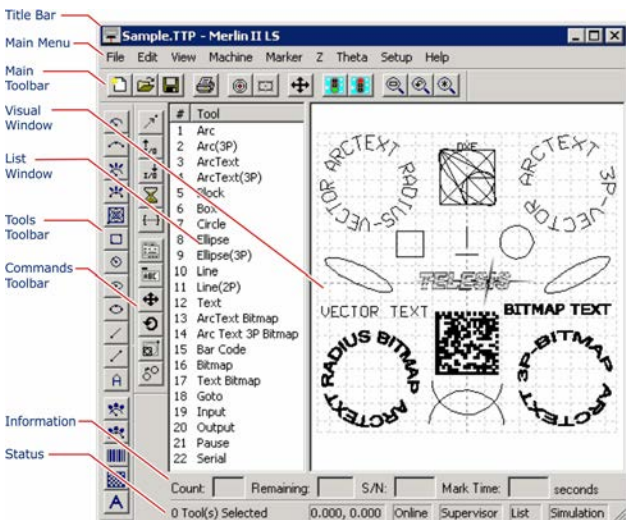 Title Bar
Sample.TTP - Merlin II LS
Main Menu
File Edit View Machine Marker Z Theta Setup Help
Main
Toolbar
Visual
Window
List
Window
Tools
Toolbar
Commands
Toolbar
Information
Status
# Tool
1 Arc
2 Arc(3P)
3 ArcText
4 ArcText(3P)
5 Block
6 Box
7 Circle
8 Ellipse
9 Ellipse(3P)
10 Line
11 Line(2P)
12 Text
13 ArcText Bitmap
14 Arc Text 3P Bitmap
15 Bar Code
16 Bitmap
17 Text Bitmap
18 Goto
19 Input
20 Output
21 Pause
22 Serial
ARCTEXT RADIUS-VECTOR
DXF
ARCTEXT 3P-VECTOR
TELESIS
VECTOR TEXT
BITMAP TEXT
RADIUS BITMAP ARCTEXT
3P-BITMAP ARCTEXT
Count: Remaining: S/N: Mark Time: seconds
0 Tool(s) Selected 0.000, 0.000 Online Supervisor List Simulation